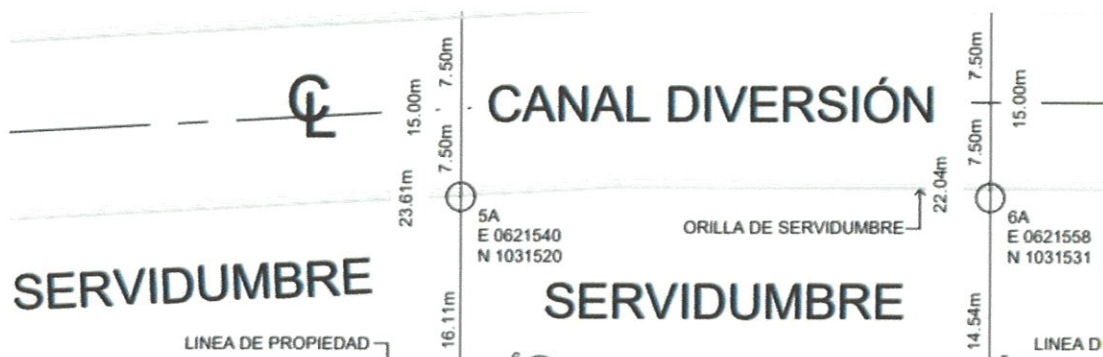 7.50m
7.50m
15.00m
15.00m
CL
CANAL DIVERSIÓN
7.50m
7.50m
23.61m
22.04m
5A
E 0621540
N 1031520
ORILLA DE SERVIDUMBRE
6A
E 0621558
N 1031531
SERVIDUMBRE
SERVIDUMBRE
16.11m
14.54m
LINEA DE PROPIEDAD
LINEA D